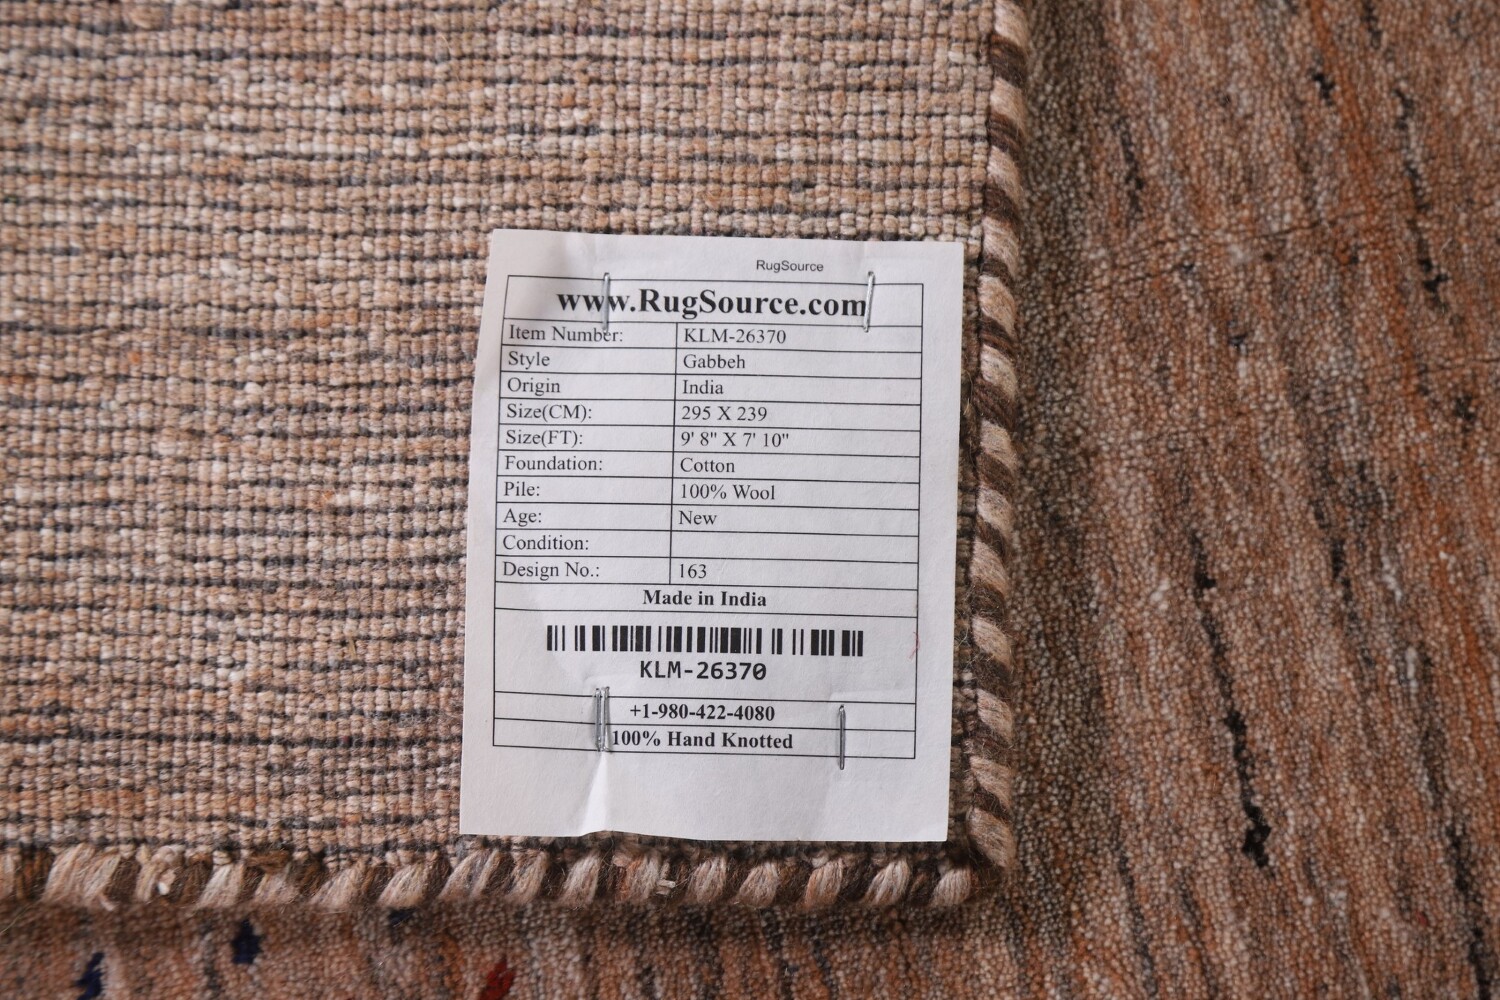 RugSource
www.RugSource.com
Item Number: KLM-26370
Style Gabbeh
Origin India
Size(CM): 295 X 239
Size(FT): 9' 8" X 7' 10"
Foundation: Cotton
Pile: 100% Wool
Age: New
Condition:
Design No.: 163
Made in India
KLM-26370
+1-980-422-4080
100% Hand Knotted